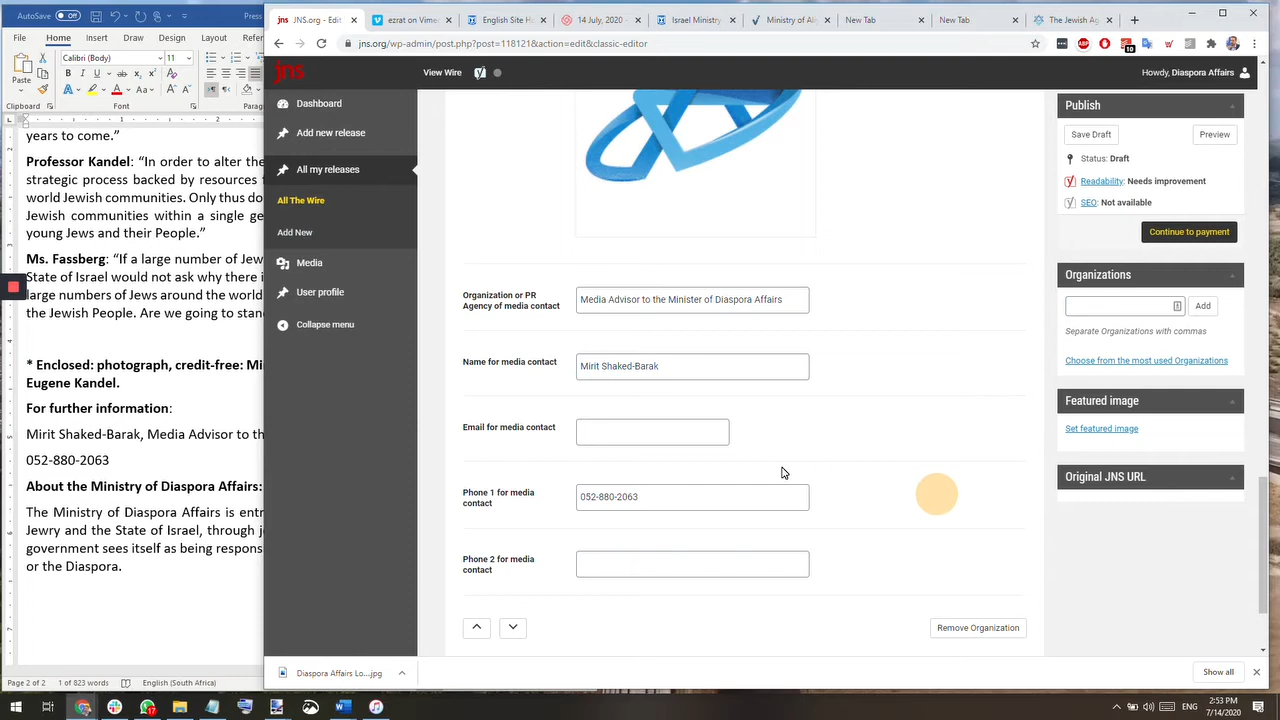 AutoSave Off
Pres
File Home Insert Draw Design Layout
Paste
Calibri (Body) 11
Clipboard Font
years to come.”
Professor Kandel: “In order to alter the
strategic process backed by resources
world Jewish communities. Only thus do
Jewish communities within a single ge
young Jews and their People.”
Ms. Fassberg: “If a large number of Jew
State of Israel would not ask why there i
large numbers of Jews around the world
the Jewish People. Are we going to stan
* Enclosed: photograph, credit-free: Mi
Eugene Kandel.
For further information:
Mirit Shaked-Barak, Media Advisor to th
052-880-2063
About the Ministry of Diaspora Affairs:
The Ministry of Diaspora Affairs is entr
Jewry and the State of Israel, through j
government sees itself as being respons
or the Diaspora.
Page 2 of 2 1 of 823 words English (South Africa)
jns JNS.org - Edit
ezrat on Vime
English Site H
14 July, 2020 -
Israel Ministry
Ministry of Al
New Tab
New Tab
The Jewish Ag
jns.org/wp-admin/post.php?post=118121&action=edit&classic-editor
10
jns
View Wire
Howdy, Diaspora Affairs
Dashboard
Add new release
All my releases
All The Wire
Add New
Media
User profile
Collapse menu
Organization or PR
Agency of media contact
Media Advisor to the Minister of Diaspora Affairs
Name for media contact
Mirit Shaked-Barak
Email for media contact
Phone 1 for media
contact
052-880-2063
Phone 2 for media
contact
Remove Organization
Publish
Save Draft
Preview
Status: Draft
Readability: Needs improvement
SEO: Not available
Continue to payment
Organizations
Add
Separate Organizations with commas
Choose from the most used Organizations
Featured image
Set featured image
Original JNS URL
Diaspora Affairs Lo....jpg
Show all
17
2:53 PM
7/14/2020